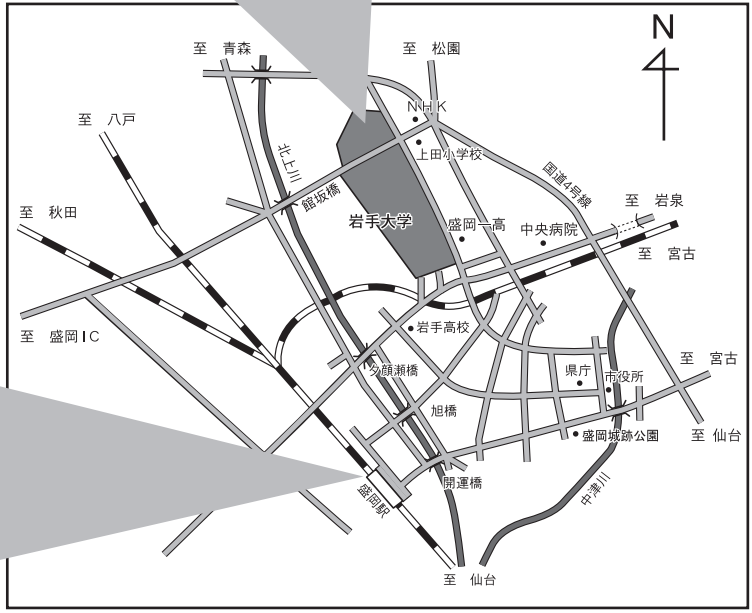 N
至 青森
至 松園
NHK
至 八戸
上田小学校
北上川
国道4号線
館坂橋
至 岩泉
至 秋田
岩手大学
盛岡一高
中央病院
至 宮古
至 盛岡IC
岩手高校
夕顔瀬橋
至 宮古
県庁
市役所
旭橋
盛岡城跡公園
至 仙台
開運橋
盛岡駅
中津川
至 仙台